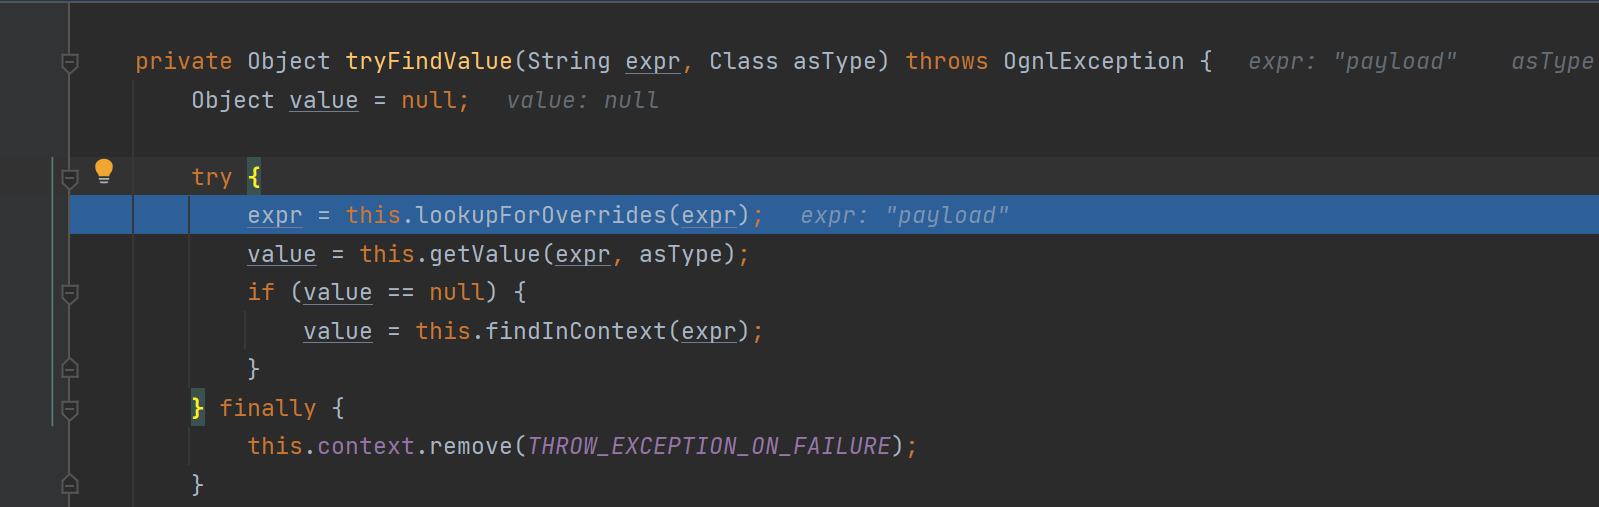 private Object tryFindValue(String expr, Class asType) throws OgnlException {   expr: "payload"    asType
Object value = null;   value: null
try {
expr = this.lookupForOverrides(expr);   expr: "payload"
value = this.getValue(expr, asType);
if (value == null) {
value = this.findInContext(expr);
}
} finally {
this.context.remove(THROW_EXCEPTION_ON_FAILURE);
}